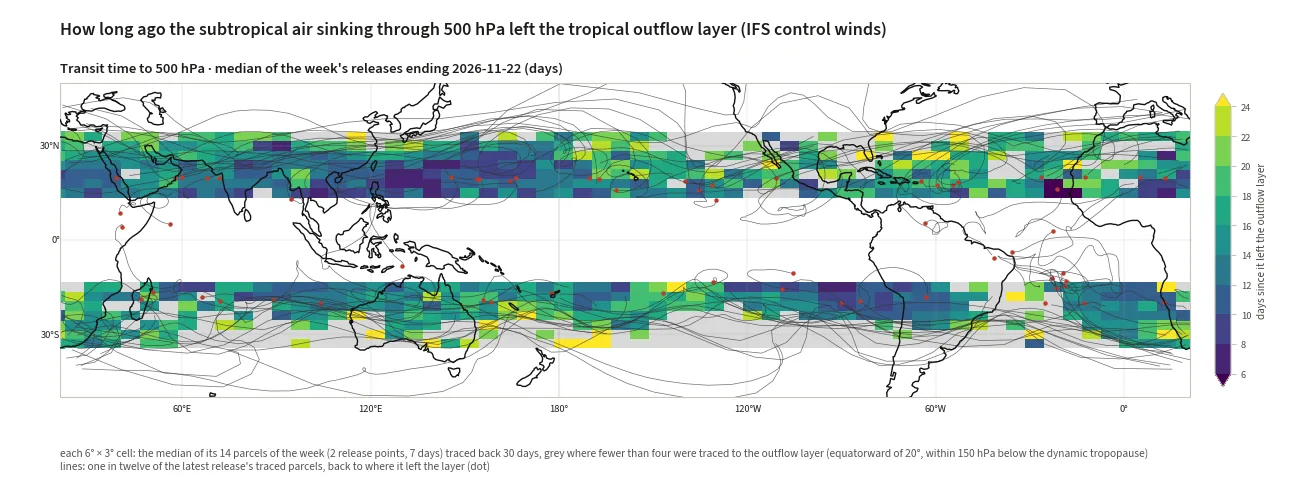 How long ago the subtropical air sinking through 500 hPa left the tropical outflow layer (IFS control winds)
Transit time to 500 hPa · median of the week's releases ending 2026-11-22 (days)
30°N
0°
30°S
60°E
120°E
180°
120°W
60°W
0°
24
22
20
18
16
14
12
10
8
6
days since it left the outflow layer
each 6° × 3° cell: the median of its 14 parcels of the week (2 release points, 7 days) traced back 30 days, grey where fewer than four were traced to the outflow layer (equatorward of 20°, within 150 hPa below the dynamic tropopause)
lines: one in twelve of the latest release's traced parcels, back to where it left the layer (dot)